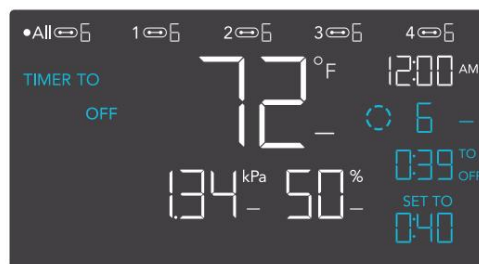 •All 6 1 6 2 6 3 6 4 6
TIMER TO
OFF
72 °F _
12:00 AM
6 –
0:39 TO OFF
1.34 kPa – 50 % –
SET TO
0:40